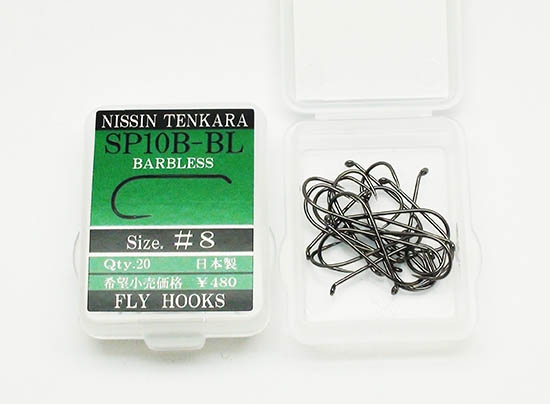 NISSIN TENKARA
SP10B-BL
BARBLESS
Size. #8
Qty.20 日本製
希望小売価格 ¥480
FLY HOOKS